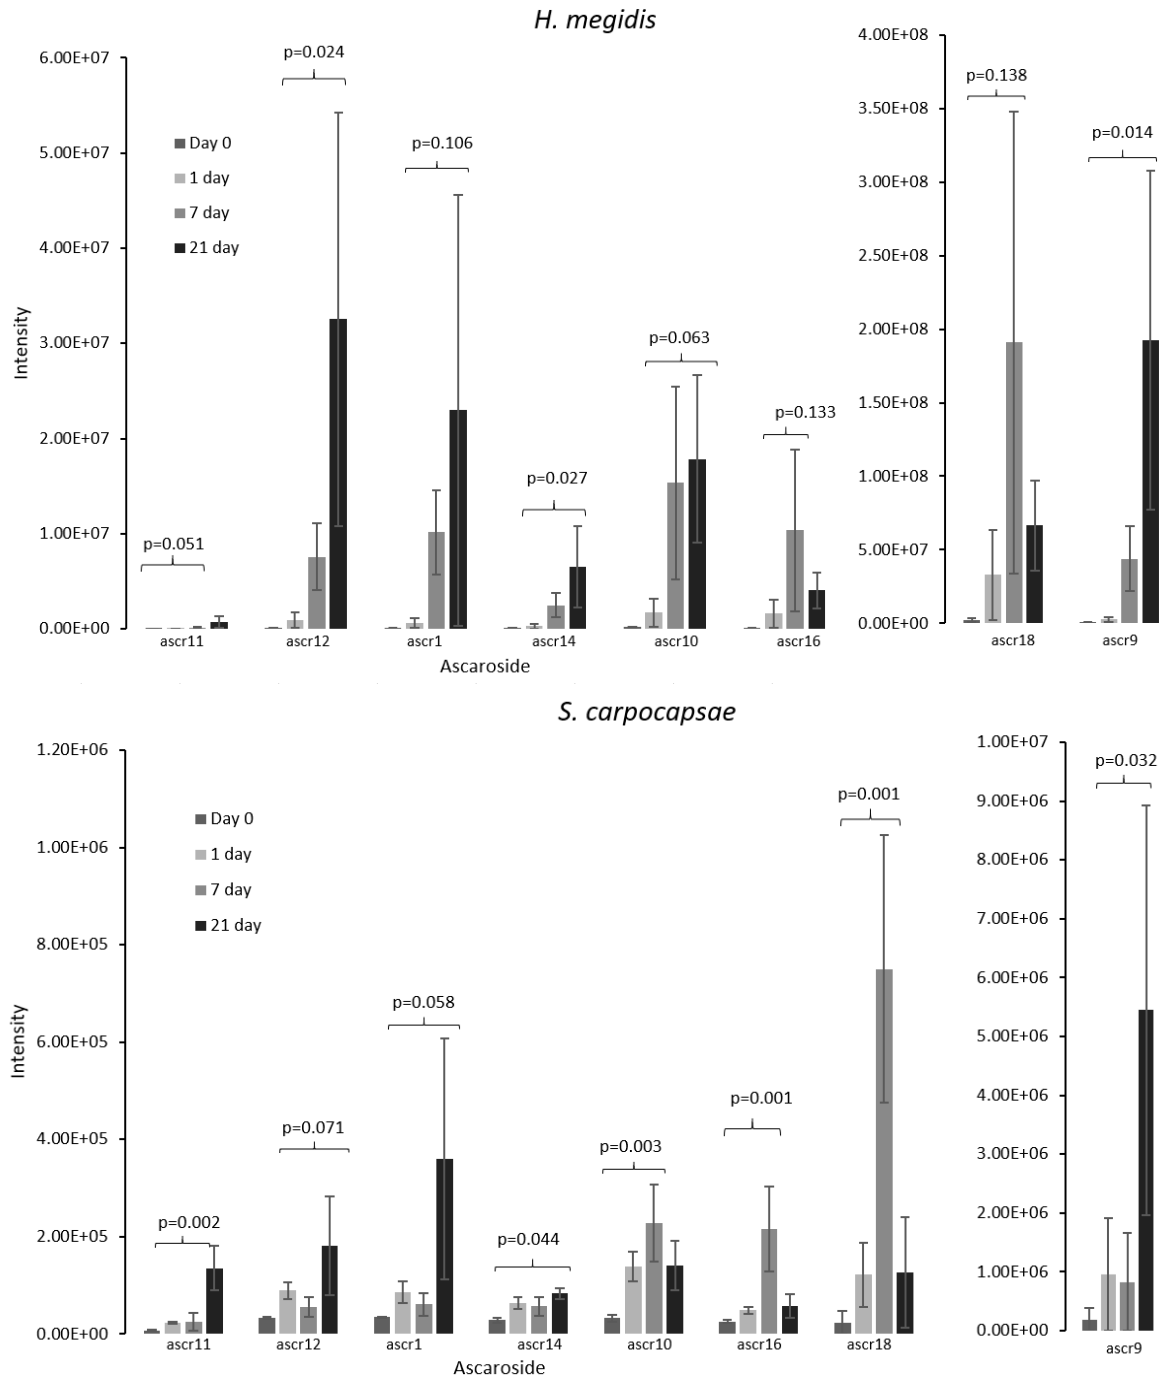 H. megidis
6.00E+07
5.00E+07
4.00E+07
3.00E+07
2.00E+07
1.00E+07
0.00E+00
Intensity
Day 0
1 day
7 day
21 day
p=0.051
p=0.024
p=0.106
p=0.027
p=0.063
p=0.133
ascr11
ascr12
ascr1
ascr14
ascr10
ascr16
Ascaroside
4.00E+08
3.50E+08
3.00E+08
2.50E+08
2.00E+08
1.50E+08
1.00E+08
5.00E+07
0.00E+00
p=0.138
p=0.014
ascr18
ascr9
S. carpocapsae
1.20E+06
1.00E+06
8.00E+05
6.00E+05
4.00E+05
2.00E+05
0.00E+00
Intensity
Day 0
1 day
7 day
21 day
p=0.002
p=0.071
p=0.058
p=0.044
p=0.003
p=0.001
p=0.001
ascr11
ascr12
ascr1
ascr14
ascr10
ascr16
ascr18
Ascaroside
1.00E+07
9.00E+06
8.00E+06
7.00E+06
6.00E+06
5.00E+06
4.00E+06
3.00E+06
2.00E+06
1.00E+06
0.00E+00
p=0.032
ascr9